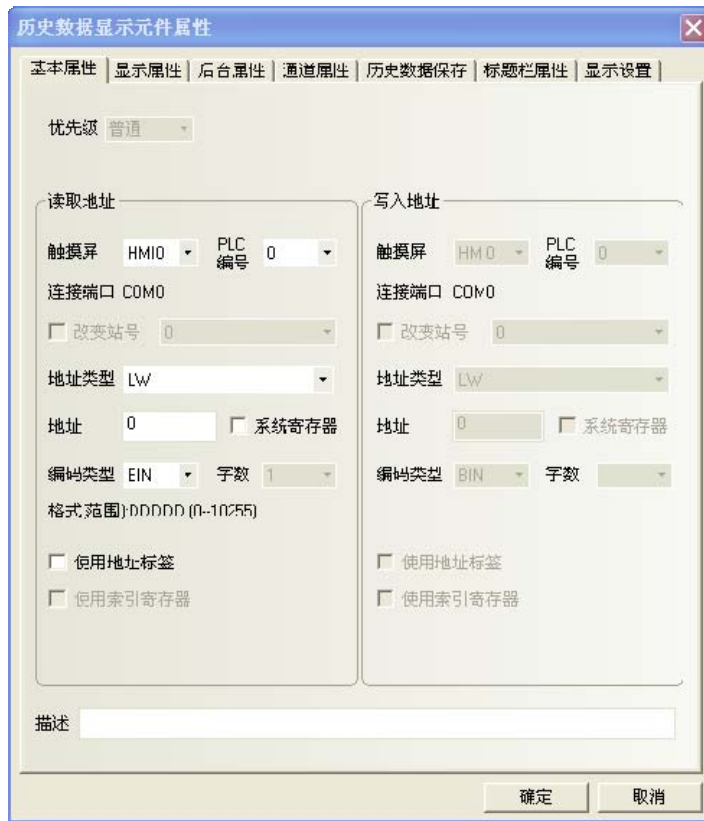 历史数据显示元件属性
基本属性 显示属性 后台属性 通道属性 历史数据保存 标题栏属性 显示设置
优先级 普通
读取地址
触摸屏 HMI0 PLC编号 0
连接端口 COM0
改变站号 0
地址类型 LW
地址 0 系统寄存器
编码类型 BIN 字数 1
格式(范围):DDDDD (0--10255)
使用地址标签
使用索引寄存器
写入地址
触摸屏 HMI0 PLC编号 0
连接端口 COM0
改变站号 0
地址类型 LW
地址 0 系统寄存器
编码类型 BIN 字数
使用地址标签
使用索引寄存器
描述
确定 取消